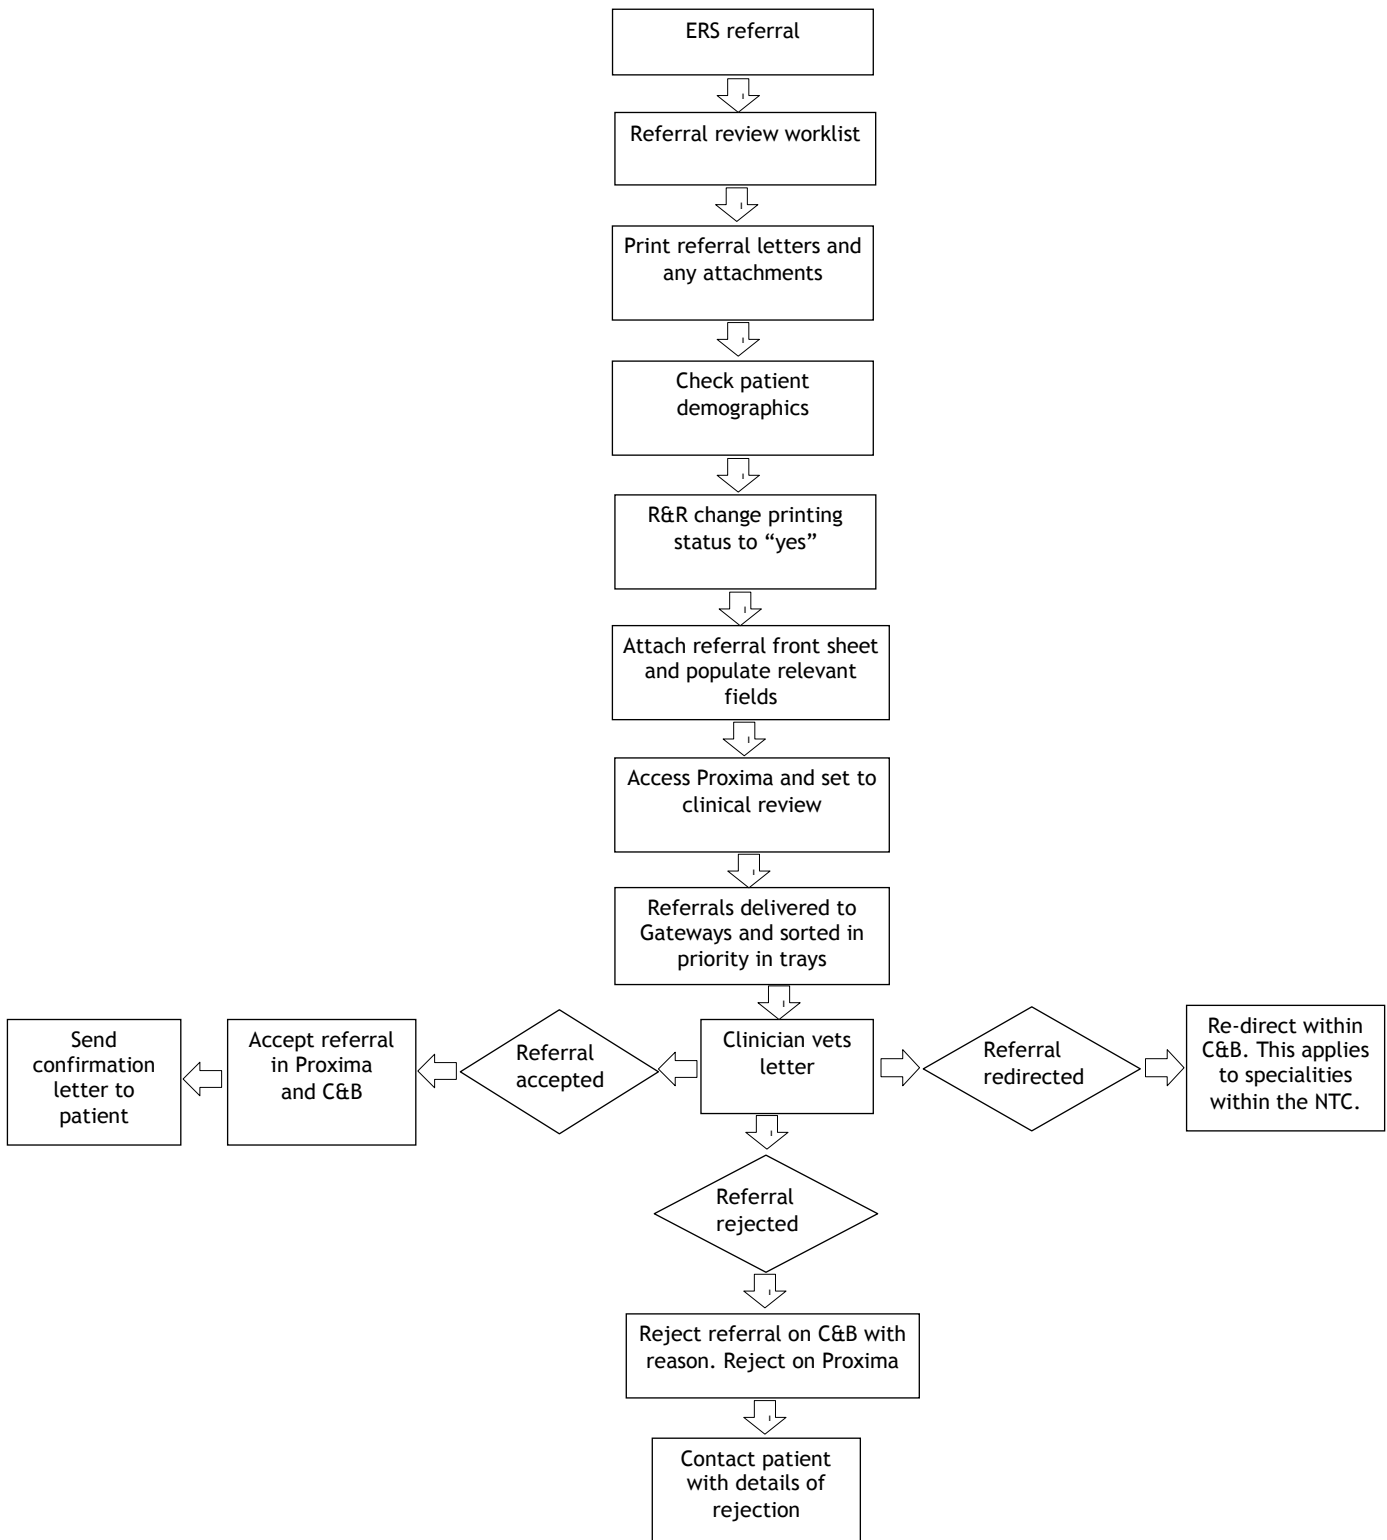 ERS referral
Referral review worklist
Print referral letters and
any attachments
Check patient
demographics
R&R change printing
status to “yes”
Attach referral front sheet
and populate relevant
fields
Access Proxima and set to
clinical review
Referrals delivered to
Gateways and sorted in
priority in trays
Send
confirmation
letter to
patient
Accept referral
in Proxima
and C&B
Referral
accepted
Clinician vets
letter
Referral
redirected
Re-direct within
C&B. This applies
to specialities
within the NTC.
Referral
rejected
Reject referral on C&B with
reason. Reject on Proxima
Contact patient
with details of
rejection